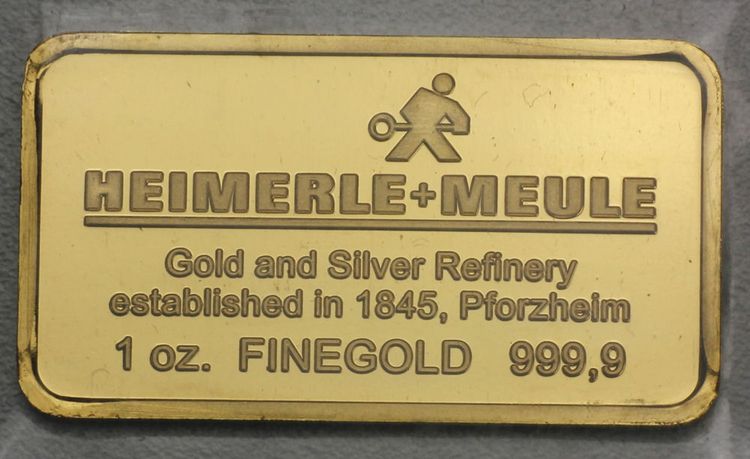 HEIMERLE+MEULE
Gold and Silver Refinery
established in 1845, Pforzheim
1 oz. FINEGOLD 999,9